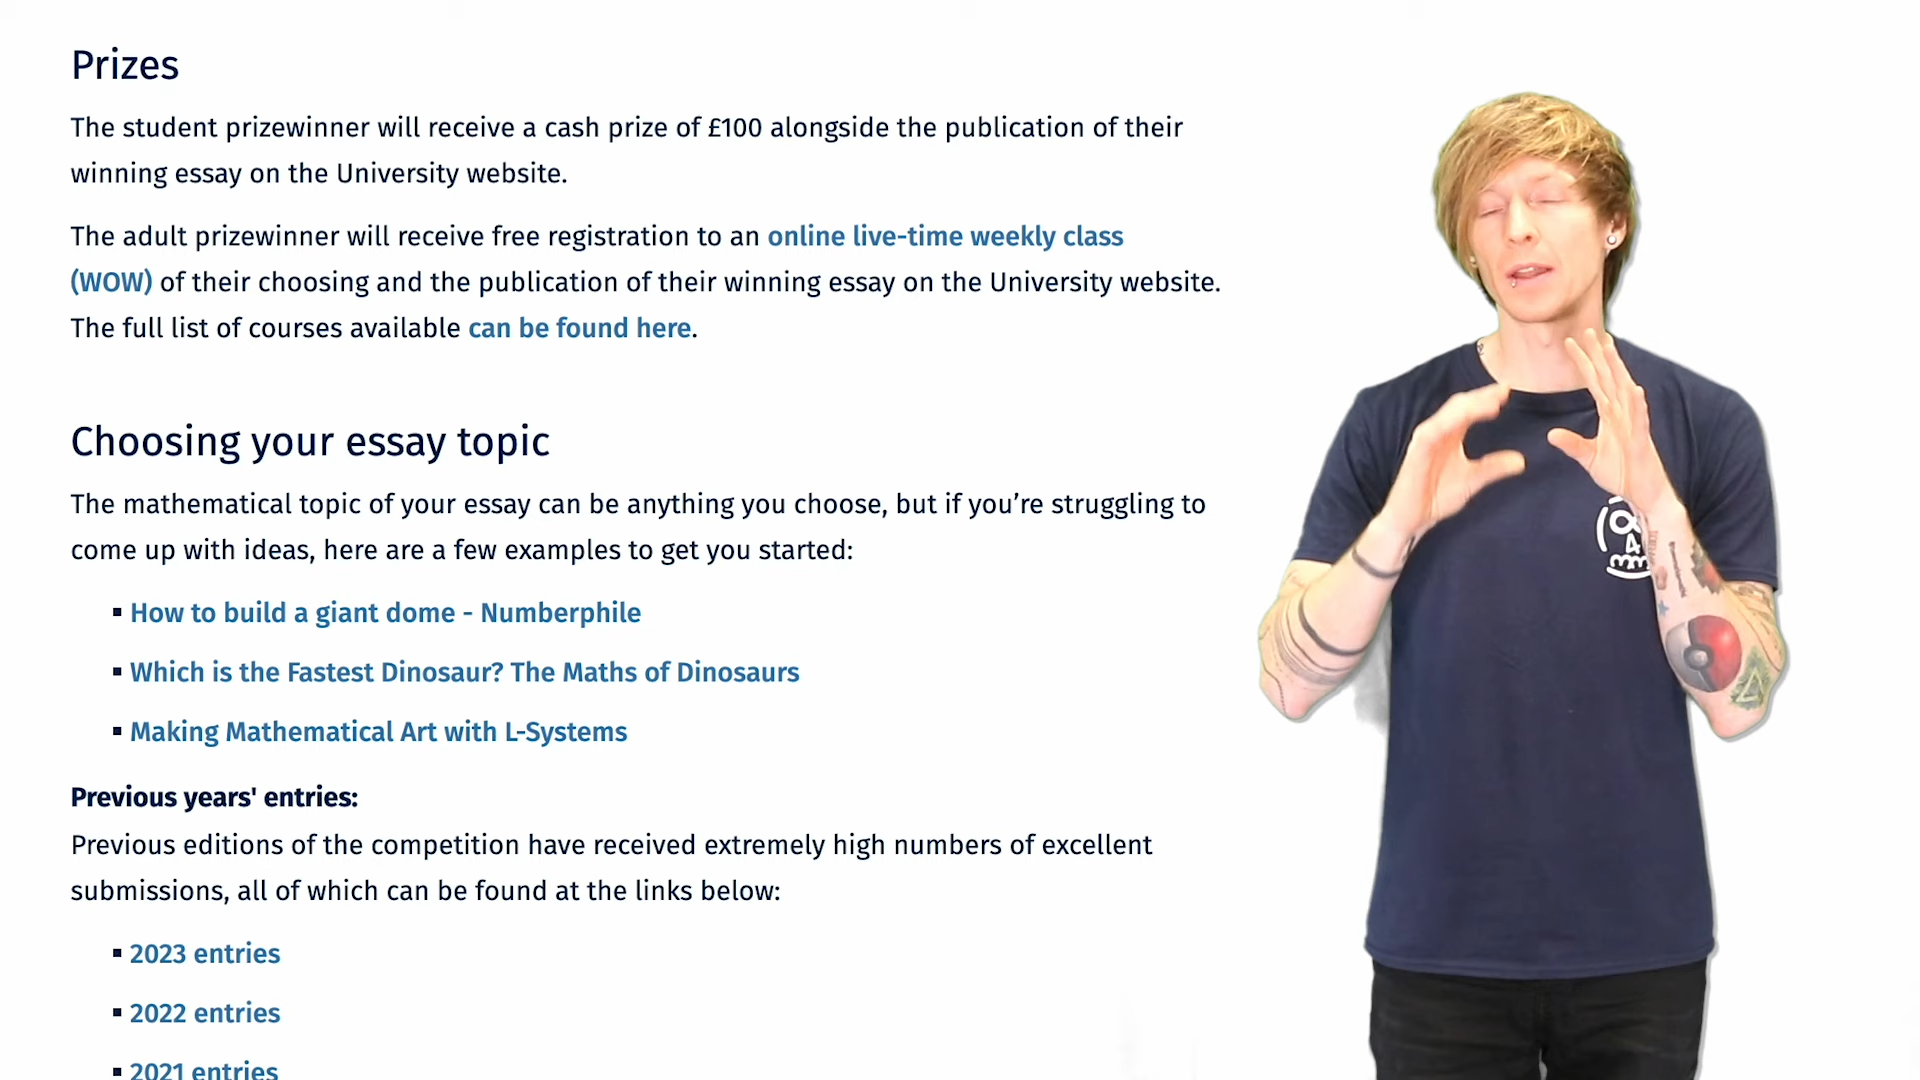 Prizes
The student prizewinner will receive a cash prize of £100 alongside the publication of their
winning essay on the University website.
The adult prizewinner will receive free registration to an online live-time weekly class
(WOW) of their choosing and the publication of their winning essay on the University website.
The full list of courses available can be found here.
Choosing your essay topic
The mathematical topic of your essay can be anything you choose, but if you’re struggling to
come up with ideas, here are a few examples to get you started:
▪ How to build a giant dome - Numberphile
▪ Which is the Fastest Dinosaur? The Maths of Dinosaurs
▪ Making Mathematical Art with L-Systems
Previous years' entries:
Previous editions of the competition have received extremely high numbers of excellent
submissions, all of which can be found at the links below:
▪ 2023 entries
▪ 2022 entries
▪ 2021 entries